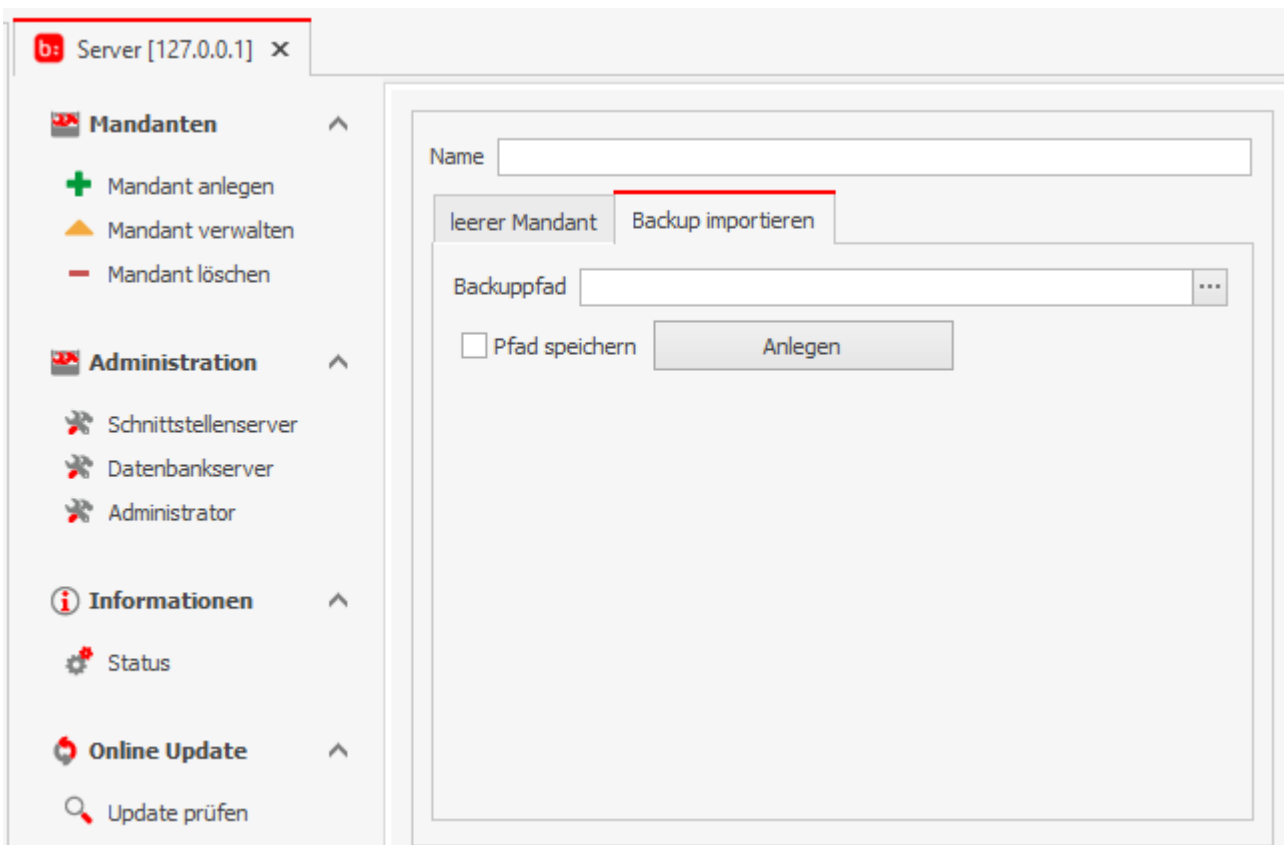 b: Server [127.0.0.1] ×
Mandanten
Mandant anlegen
Mandant verwalten
Mandant löschen
Administration
Schnittstellenserver
Datenbankserver
Administrator
Informationen
Status
Online Update
Update prüfen
Name
leerer Mandant Backup importieren
Backuppfad ...
Pfad speichern Anlegen